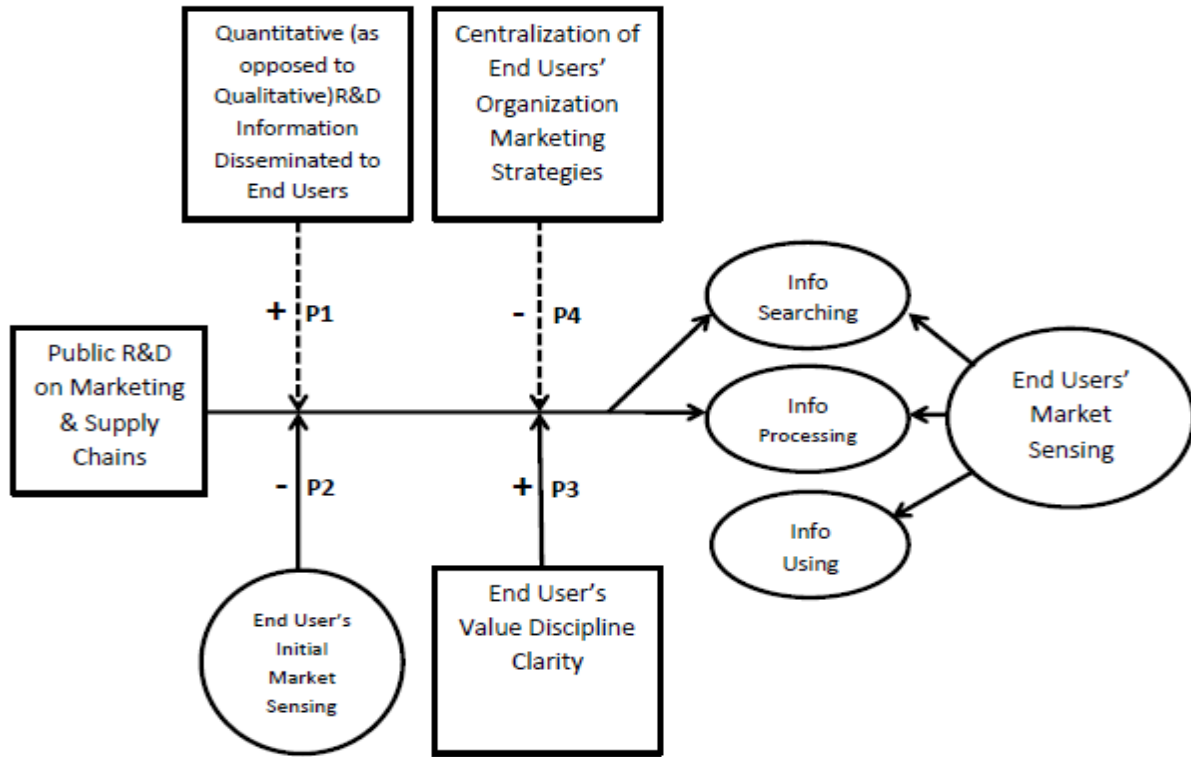 Quantitative (as
opposed to
Qualitative)R&D
Information
Disseminated to
End Users
Centralization of
End Users'
Organization
Marketing
Strategies
+ P1
- P4
Public R&D
on Marketing
& Supply
Chains
Info
Searching
Info
Processing
Info
Using
End Users'
Market
Sensing
- P2
+ P3
End User's
Initial
Market
Sensing
End User's
Value Discipline
Clarity